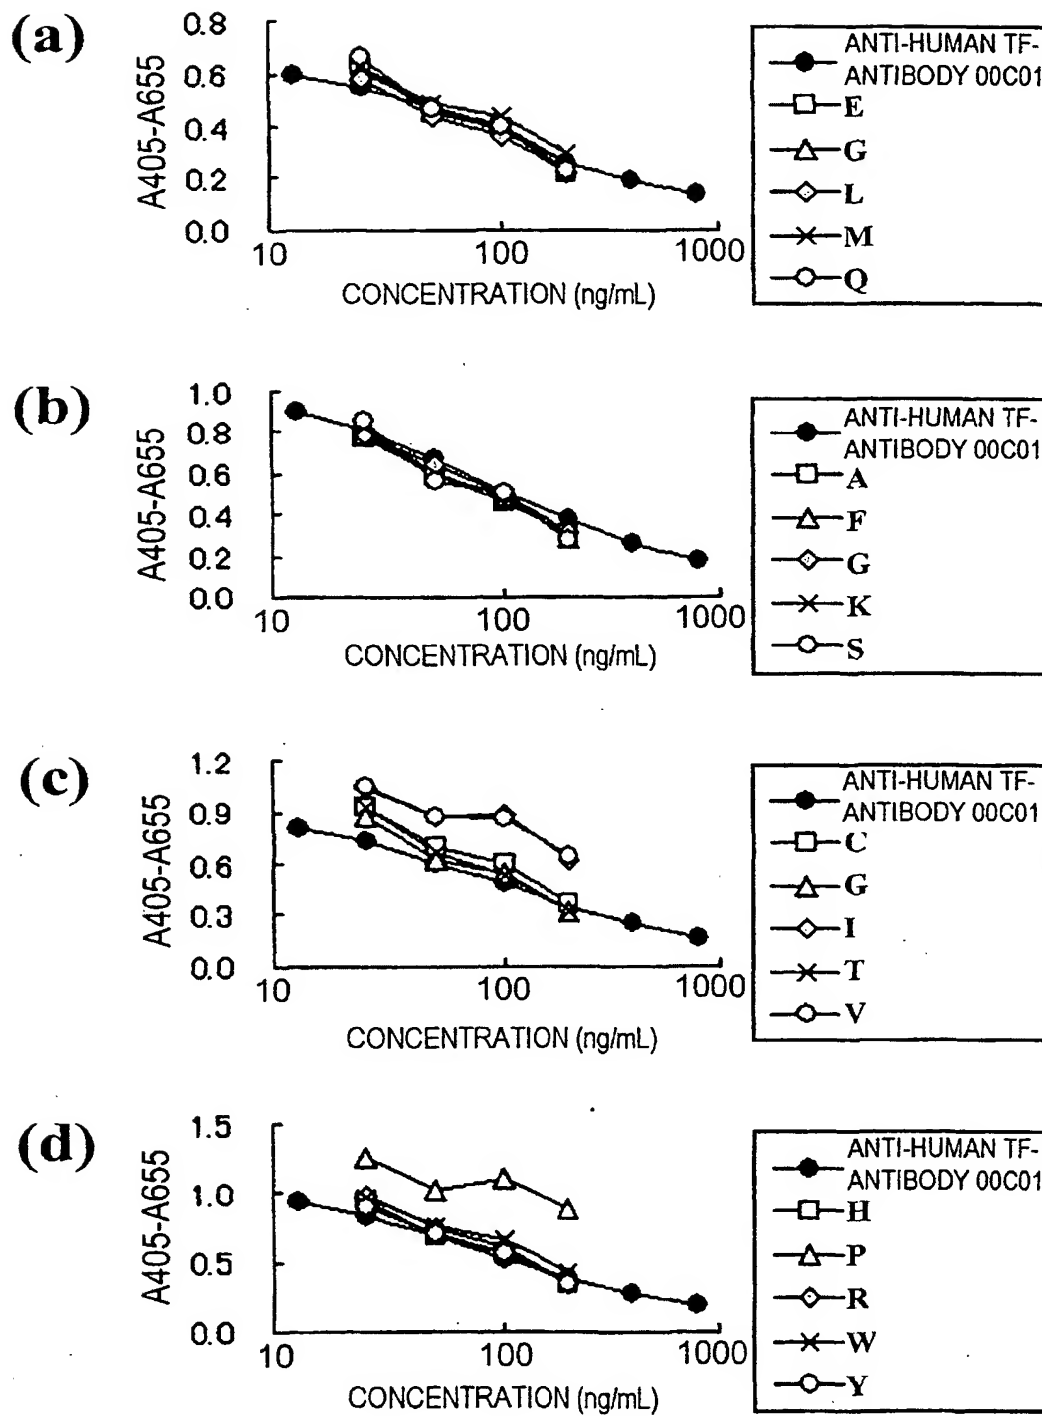 (a)
0.8
0.6
0.4
0.2
0.0
A405-A655
10 100 1000
CONCENTRATION (ng/mL)
ANTI-HUMAN TF-
ANTIBODY 00C01
E
G
L
M
Q
(b)
1.0
0.8
0.6
0.4
0.2
0.0
A405-A655
10 100 1000
CONCENTRATION (ng/mL)
ANTI-HUMAN TF-
ANTIBODY 00C01
A
F
G
K
S
(c)
1.2
0.9
0.6
0.3
0.0
A405-A655
10 100 1000
CONCENTRATION (ng/mL)
ANTI-HUMAN TF-
ANTIBODY 00C01
C
G
I
T
V
(d)
1.5
1.0
0.5
0.0
A405-A655
10 100 1000
CONCENTRATION (ng/mL)
ANTI-HUMAN TF-
ANTIBODY 00C01
H
P
R
W
Y